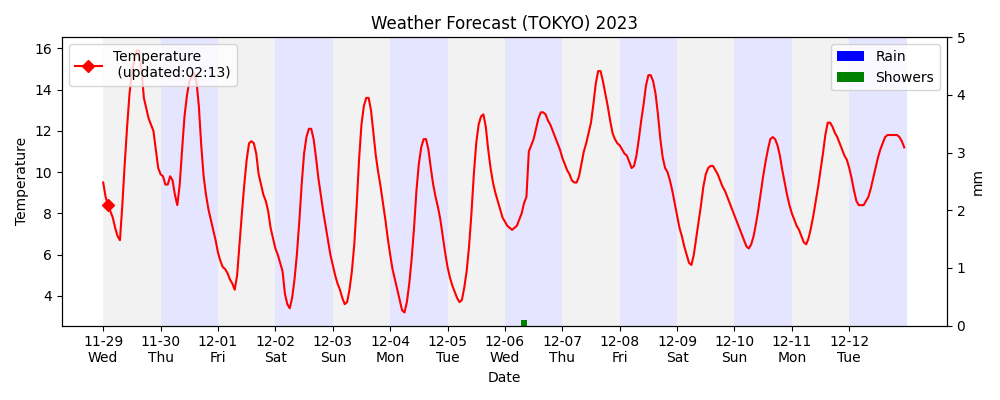 Weather Forecast (TOKYO) 2023
Temperature
(updated:02:13)
Rain
Showers
Temperature
16
14
12
10
8
6
4
5
4
3
2
1
0
mm
11-29 11-30 12-01 12-02 12-03 12-04 12-05 12-06 12-07 12-08 12-09 12-10 12-11 12-12
Wed Thu Fri Sat Sun Mon Tue Wed Thu Fri Sat Sun Mon Tue
Date